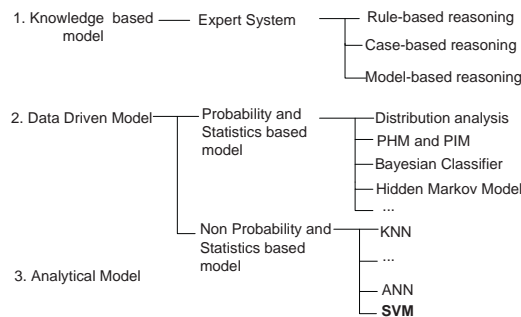 1. Knowledge based model
Expert System
Rule-based reasoning
Case-based reasoning
Model-based reasoning
2. Data Driven Model
Probability and
Statistics based
model
Distribution analysis
PHM and PIM
Bayesian Classifier
Hidden Markov Model
...
Non Probability and
Statistics based
model
KNN
...
ANN
SVM
3. Analytical Model